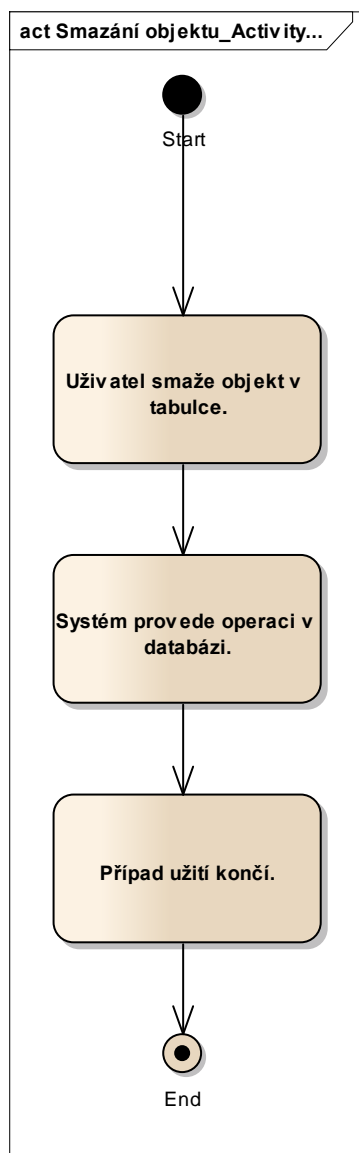 act Smazání objektu_Activity...
Start
Uživatel smaže objekt v
tabulce.
Systém provede operaci v
databázi.
Případ užití končí.
End